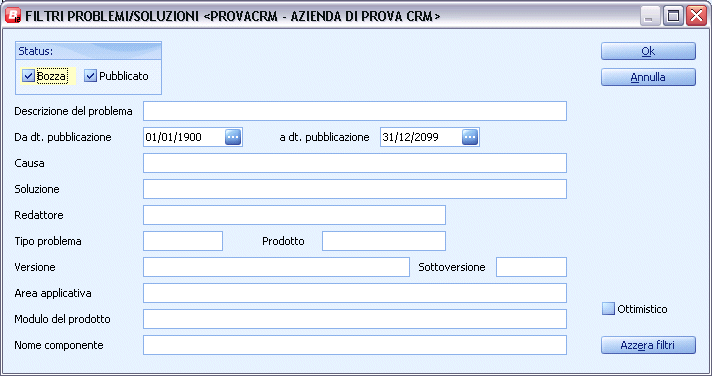 FILTRI PROBLEMI/SOLUZIONI <PROVACRM - AZIENDA DI PROVA CRM>
Status:
Bozza Pubblicato
Ok
Annulla
Descrizione del problema
Da dt. pubblicazione 01/01/1900 a dt. pubblicazione 31/12/2099
Causa
Soluzione
Redattore
Tipo problema Prodotto
Versione Sottoversione
Area applicativa
Ottimistico
Modulo del prodotto
Nome componente
Azzera filtri